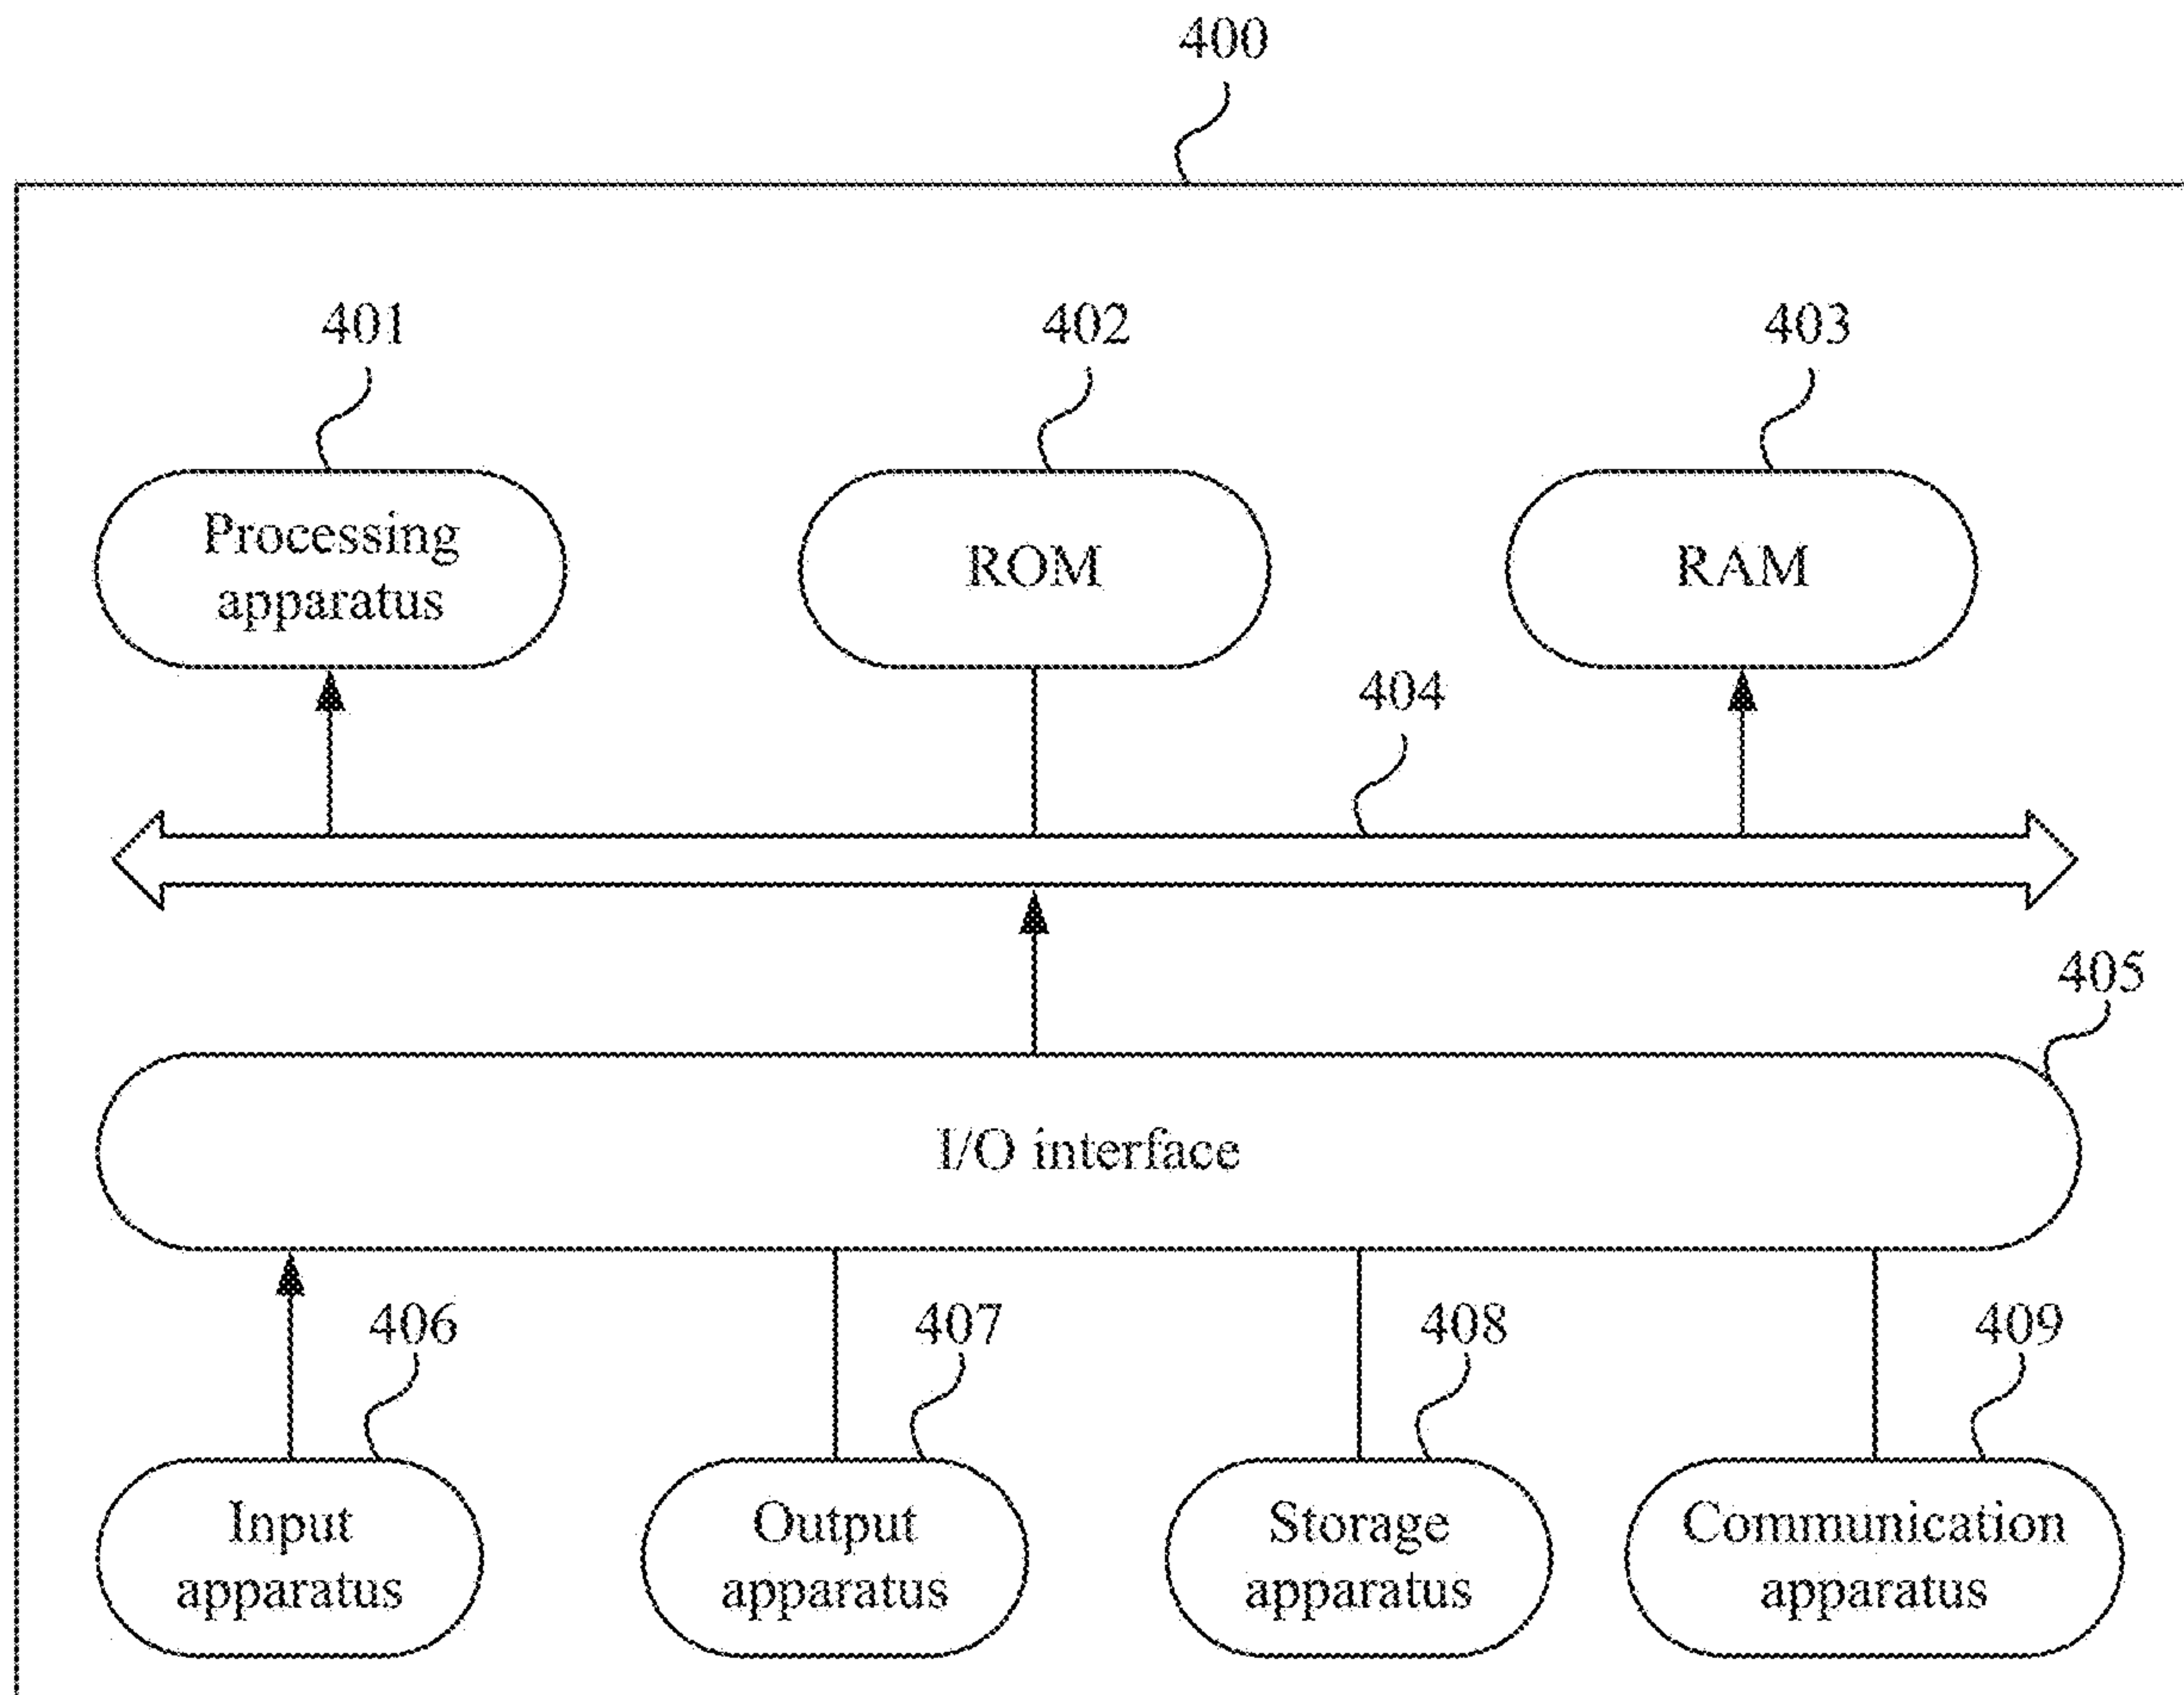 400
401
402
403
Processing
apparatus
ROM
RAM
404
405
I/O interface
406
407
408
409
Input
apparatus
Output
apparatus
Storage
apparatus
Communication
apparatus